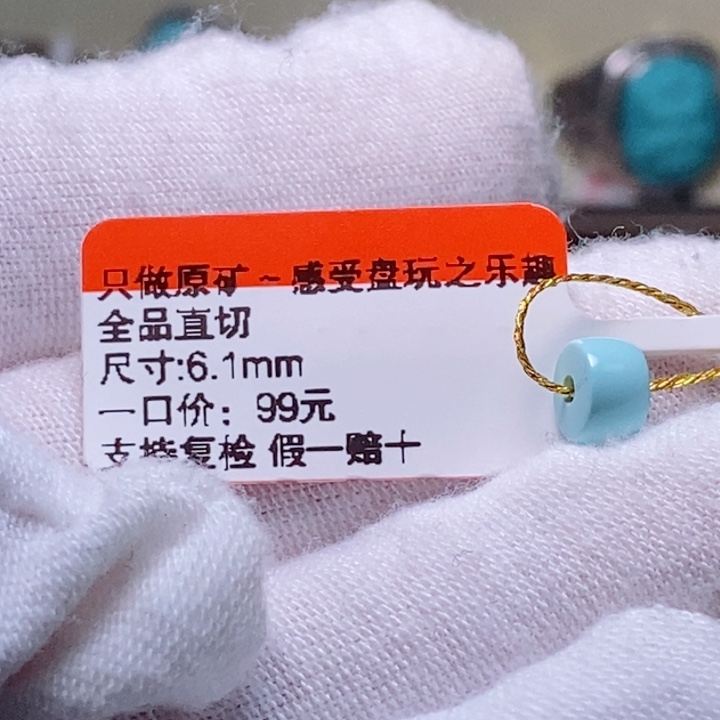 只做原矿~感受盘玩之乐趣
全品直切
尺寸:6.1mm
一口价：99元
支持复检 假一赔十